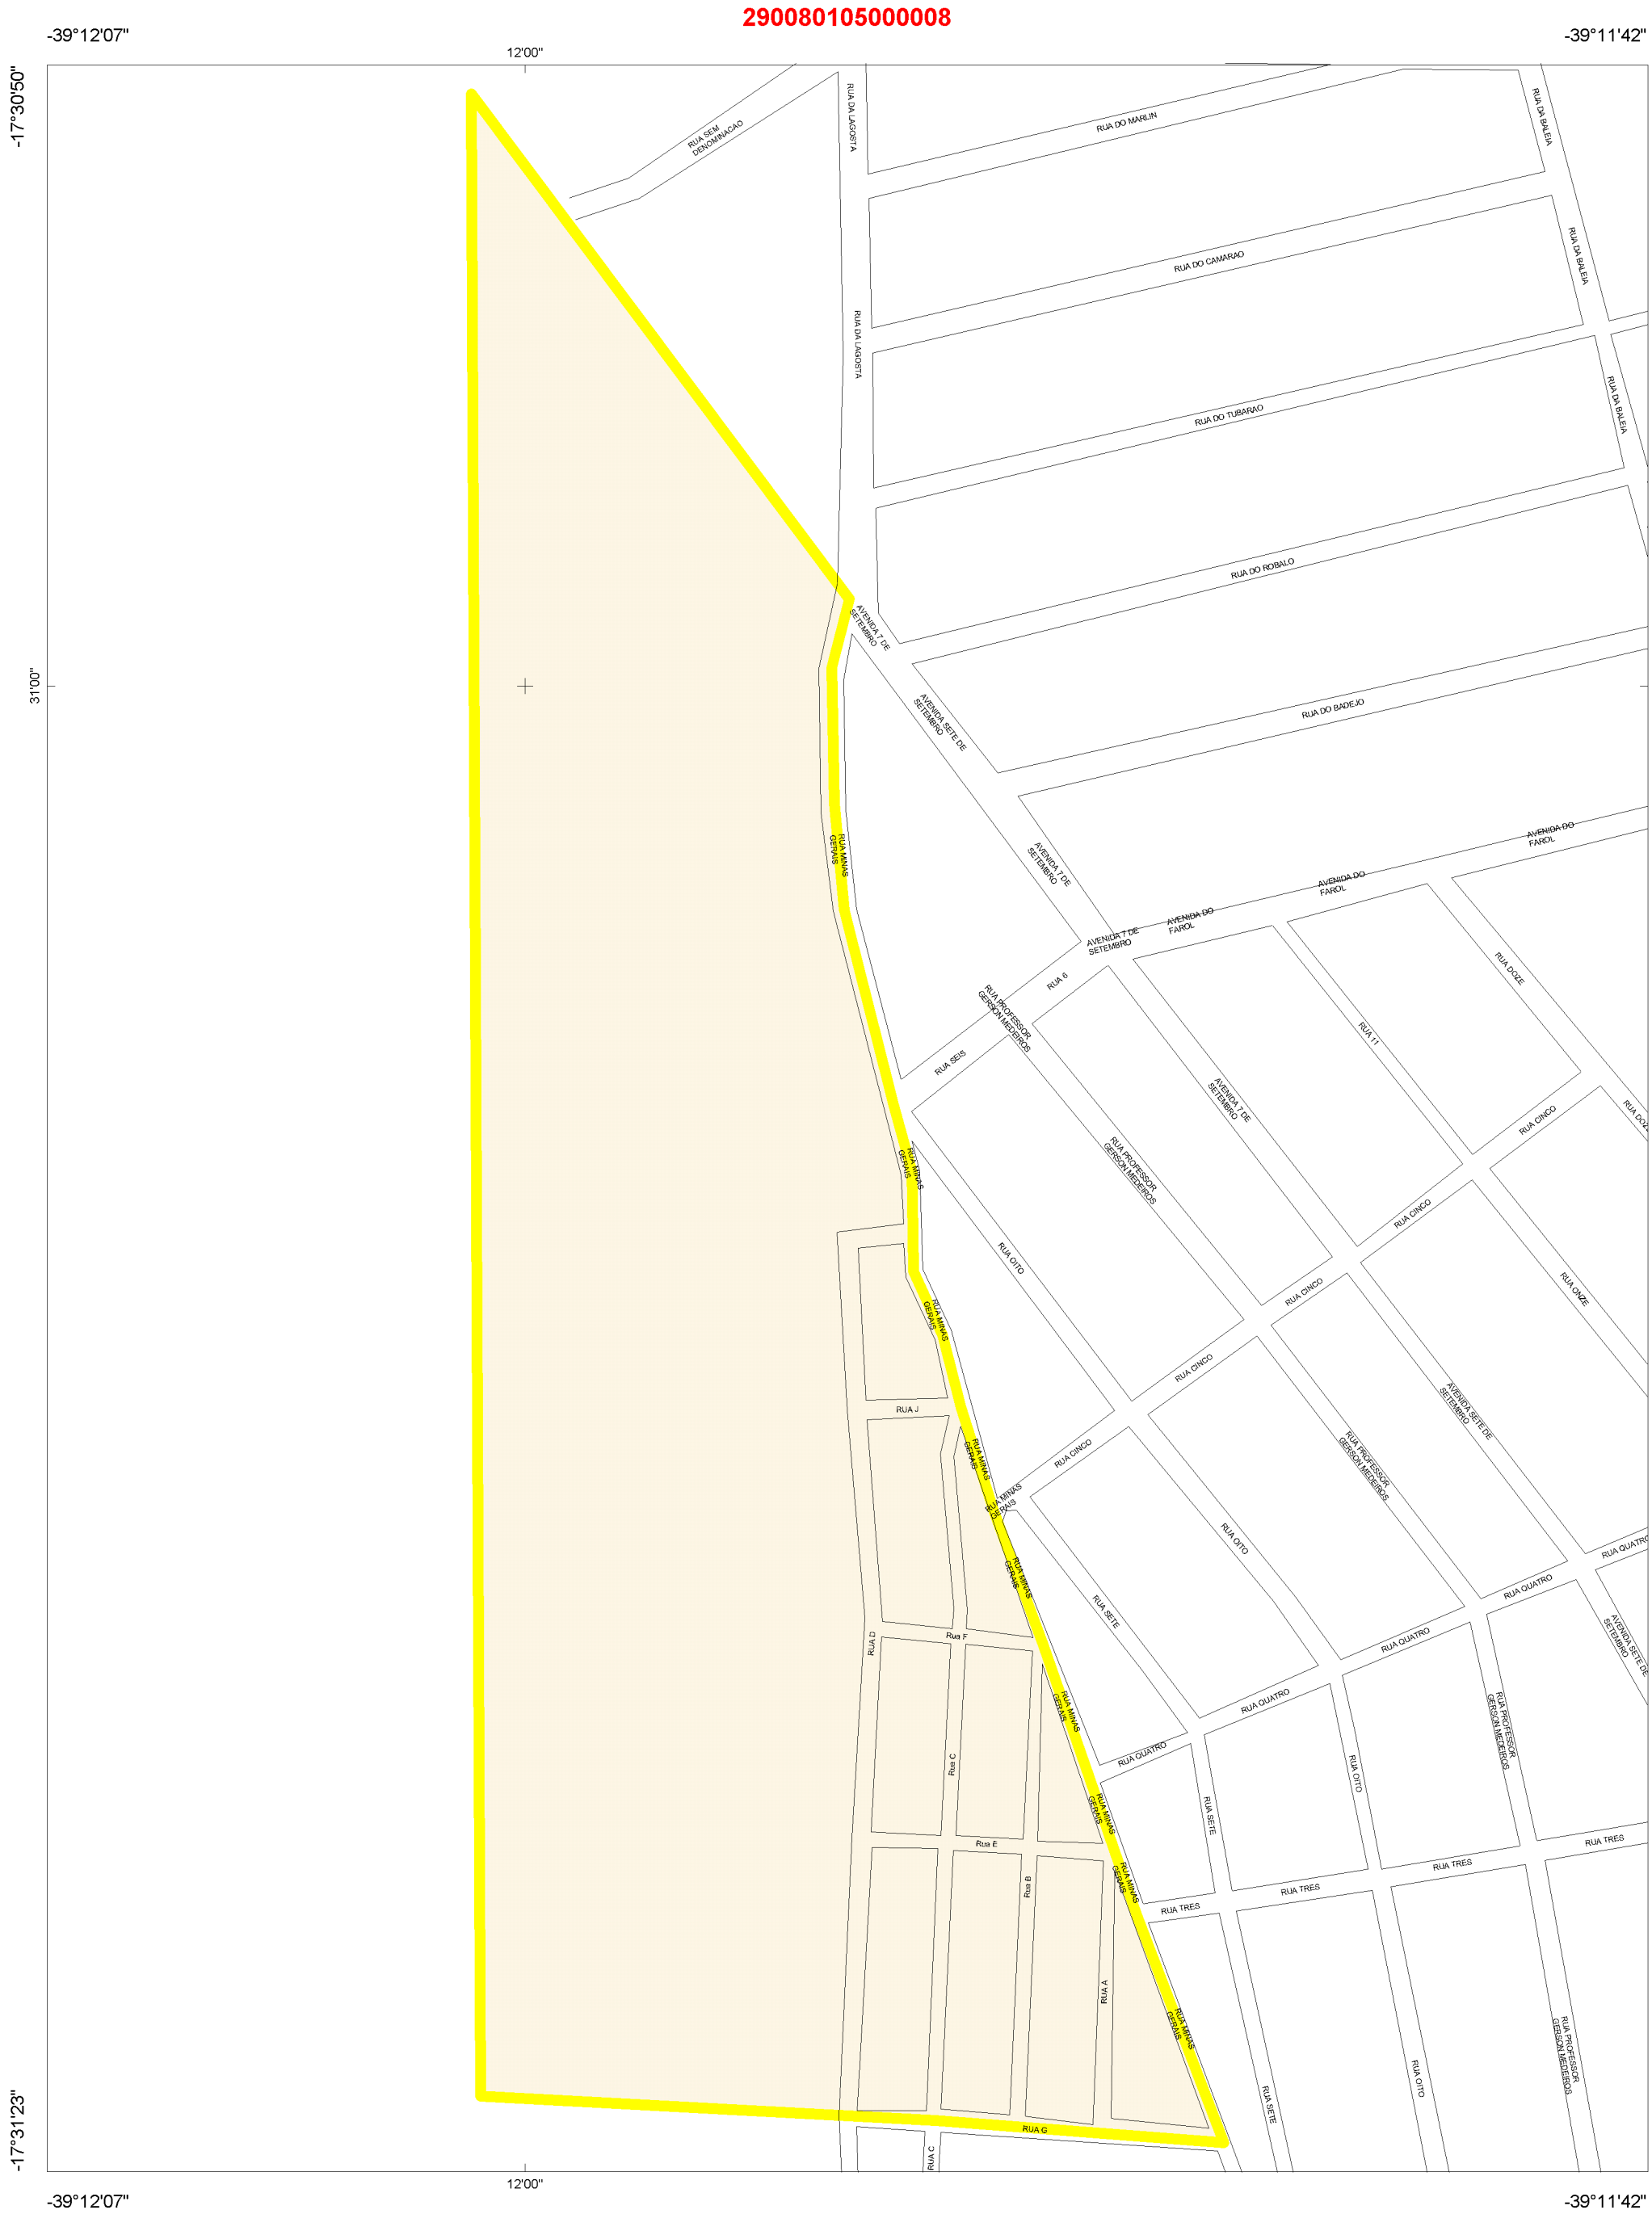 290080105000008
-39°12'07"
-39°11'42"
12'00"
-17°30'50"
RUA SEM
DENOMINACAO
RUA DA LAGOSTA
RUA DO MARLIN
RUA DA BALEIA
RUA DO CAMARAO
RUA DA BALEIA
RUA DA LAGOSTA
RUA DO TUBARAO
RUA DA BALEIA
RUA DO ROBALO
AVENIDA 7 DE
SETEMBRO
31'00"
AVENIDA SETE DE
SETEMBRO
RUA DO BADEJO
RUA MINAS
GERAIS
AVENIDA 7 DE
SETEMBRO
AVENIDA DO
FAROL
AVENIDA DO
FAROL
AVENIDA DO
FAROL
AVENIDA 7 DE
SETEMBRO
RUA 6
RUA DOZE
RUA PROFESSOR
GERSON MEDEIROS
RUA 11
RUA SEIS
AVENIDA 7 DE
SETEMBRO
RUA CINCO
RUA DOZE
RUA MINAS
GERAIS
RUA PROFESSOR
GERSON MEDEIROS
RUA CINCO
RUA OITO
RUA CINCO
RUA ONZE
RUA MINAS
GERAIS
RUA CINCO
RUA J
AVENIDA SETE DE
SETEMBRO
RUA MINAS
GERAIS
RUA CINCO
RUA PROFESSOR
GERSON MEDEIROS
RUA MINAS
GERAIS
RUA OITO
RUA QUATRO
RUA MINAS
GERAIS
RUA QUATRO
RUA SETE
RUA D
Rua F
RUA QUATRO
AVENIDA SETE DE
SETEMBRO
RUA MINAS
GERAIS
RUA QUATRO
RUA PROFESSOR
GERSON MEDEIROS
Rua C
RUA QUATRO
RUA OITO
RUA MINAS
GERAIS
RUA SETE
Rua E
RUA TRES
RUA MINAS
GERAIS
Rua B
RUA TRES
RUA TRES
RUA TRES
RUA A
RUA MINAS
GERAIS
RUA PROFESSOR
GERSON MEDEIROS
RUA OITO
RUA SETE
RUA G
RUA C
-17°31'23"
12'00"
-39°12'07"
-39°11'42"